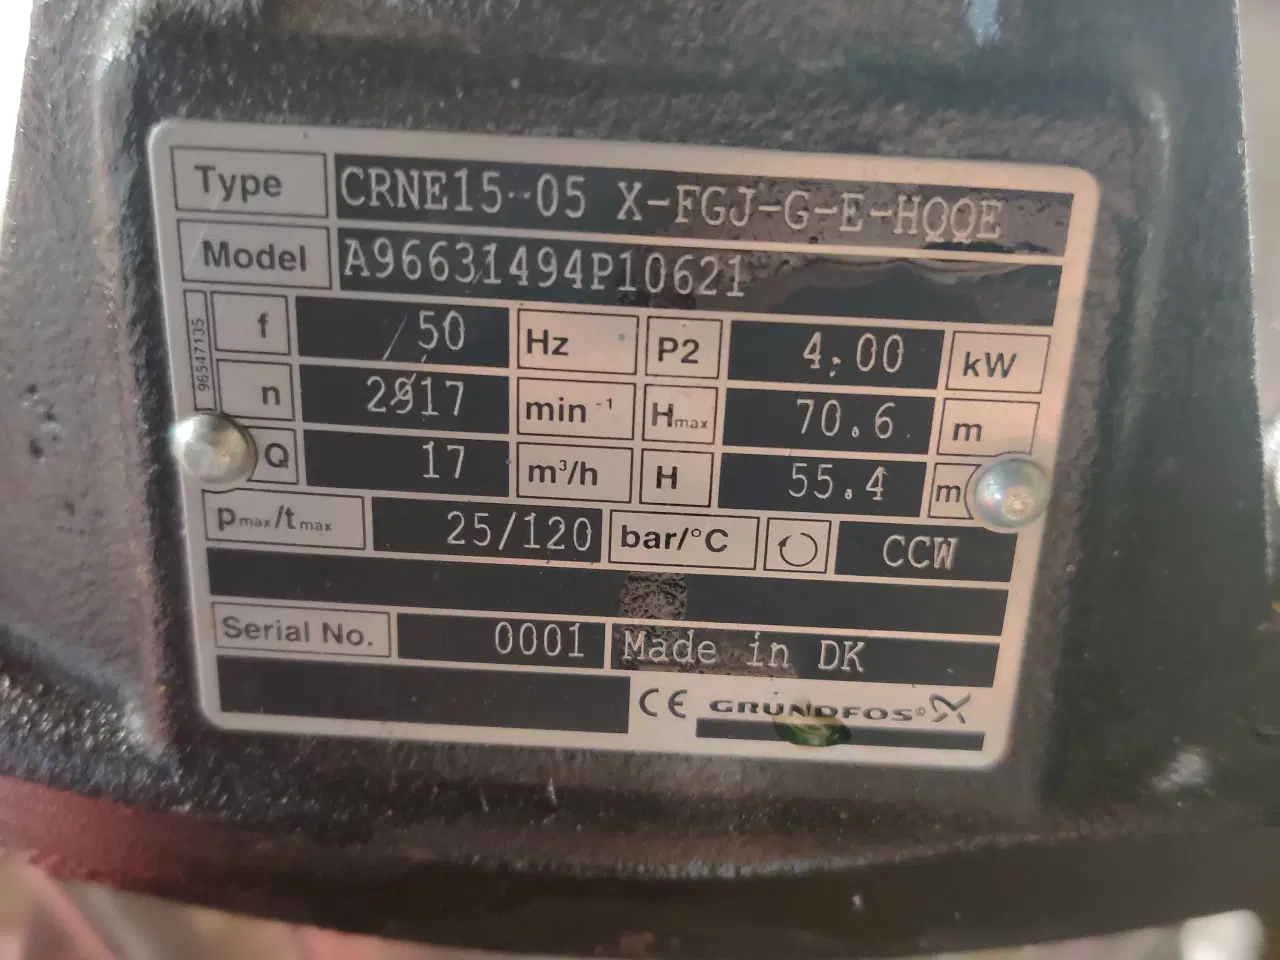 Type CRNE15-05 X-FGJ-G-E-HQQE
Model A96631494P10621
96547135
f 50 Hz P2 4.00 kW
n 2917 min⁻¹ Hmax 70.6 m
Q 17 m³/h H 55.4 m
pmax/tmax 25/120 bar/°C CCW
Serial No. 0001 Made in DK
CE GRUNDFOS®